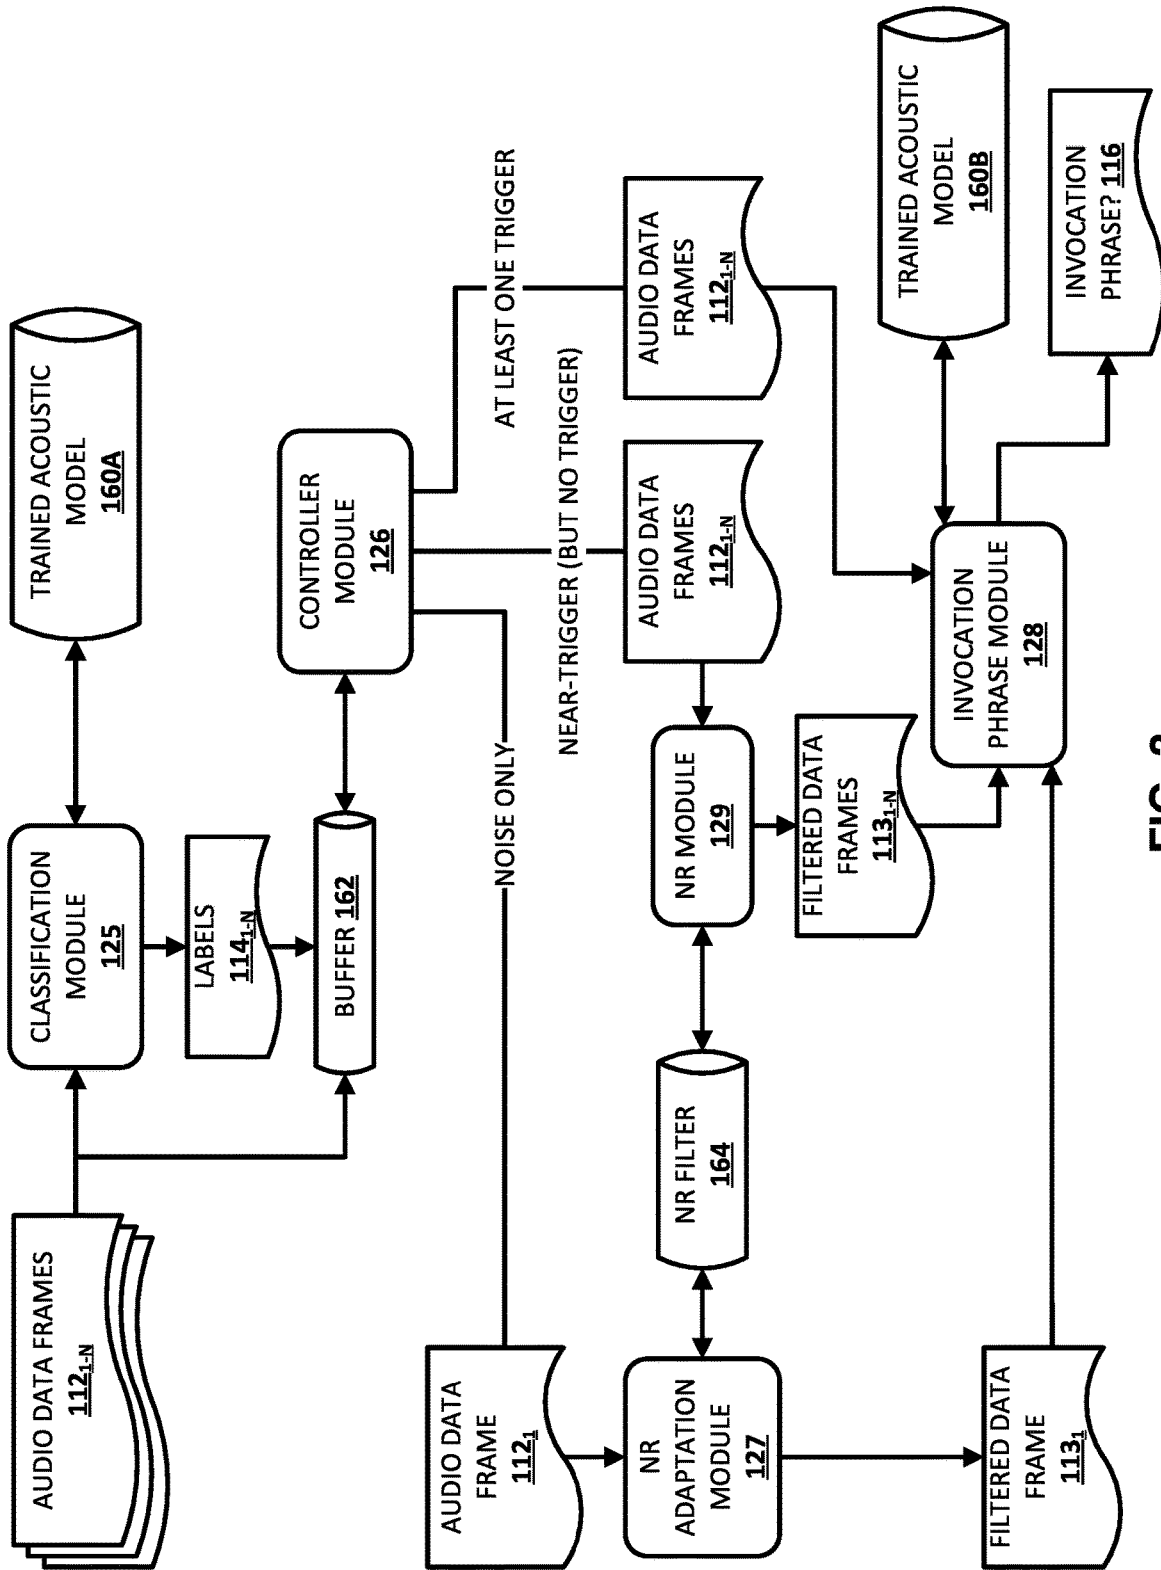 AUDIO DATA FRAMES
112₁₋N
CLASSIFICATION
MODULE
125
TRAINED ACOUSTIC
MODEL
160A
LABELS
114₁₋N
BUFFER 162
CONTROLLER
MODULE
126
NOISE ONLY
NEAR-TRIGGER (BUT NO TRIGGER)
AT LEAST ONE TRIGGER
AUDIO DATA
FRAME
112₁
AUDIO DATA
FRAMES
112₁₋N
AUDIO DATA
FRAMES
112₁₋N
NR
ADAPTATION
MODULE
127
NR FILTER
164
NR MODULE
129
FILTERED DATA
FRAMES
113₁₋N
TRAINED ACOUSTIC
MODEL
160B
INVOCATION
PHRASE MODULE
128
FILTERED DATA
FRAME
113₁
INVOCATION
PHRASE? 116
FIG.